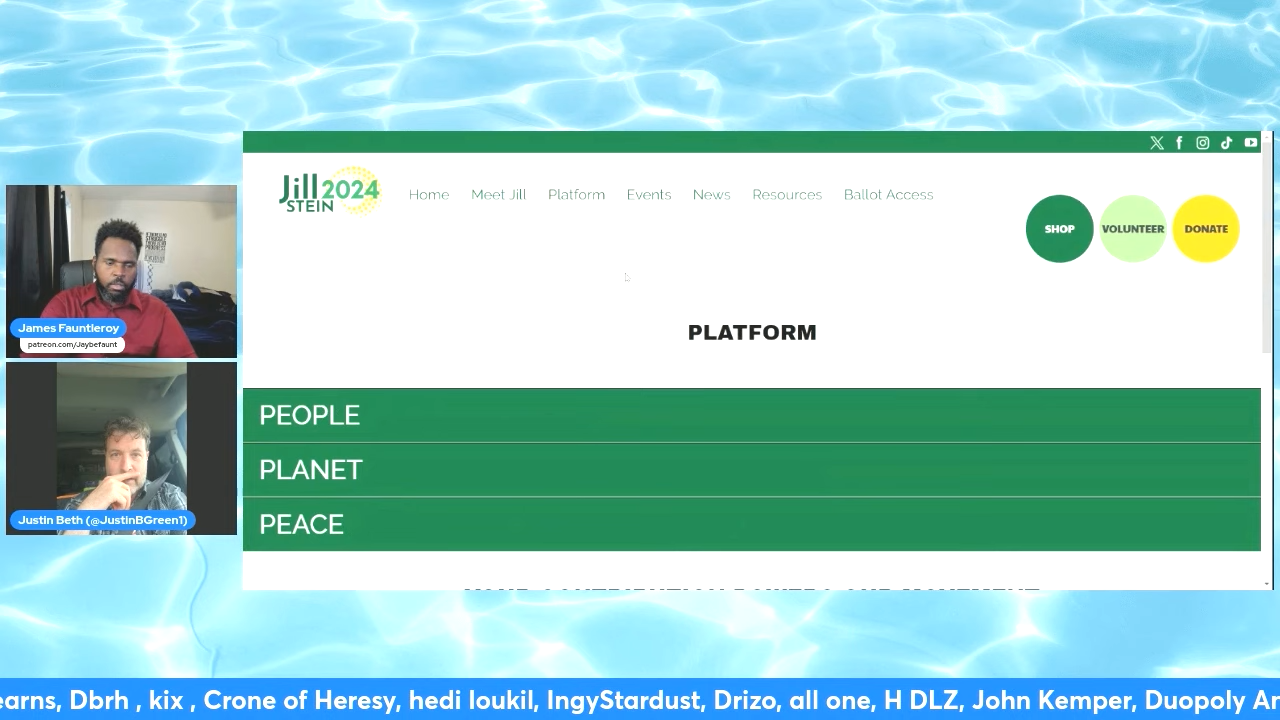 Jill 2024
STEIN
Home Meet Jill Platform Events News Resources Ballot Access
SHOP
VOLUNTEER
DONATE
PLATFORM
PEOPLE
PLANET
PEACE
James Fauntleroy
patreon.com/Jaybefaunt
Justin Beth (@JustinBGreen1)
earns, Dbrh , kix , Crone of Heresy, hedi loukil, IngyStardust, Drizo, all one, H DLZ, John Kemper, Duopoly